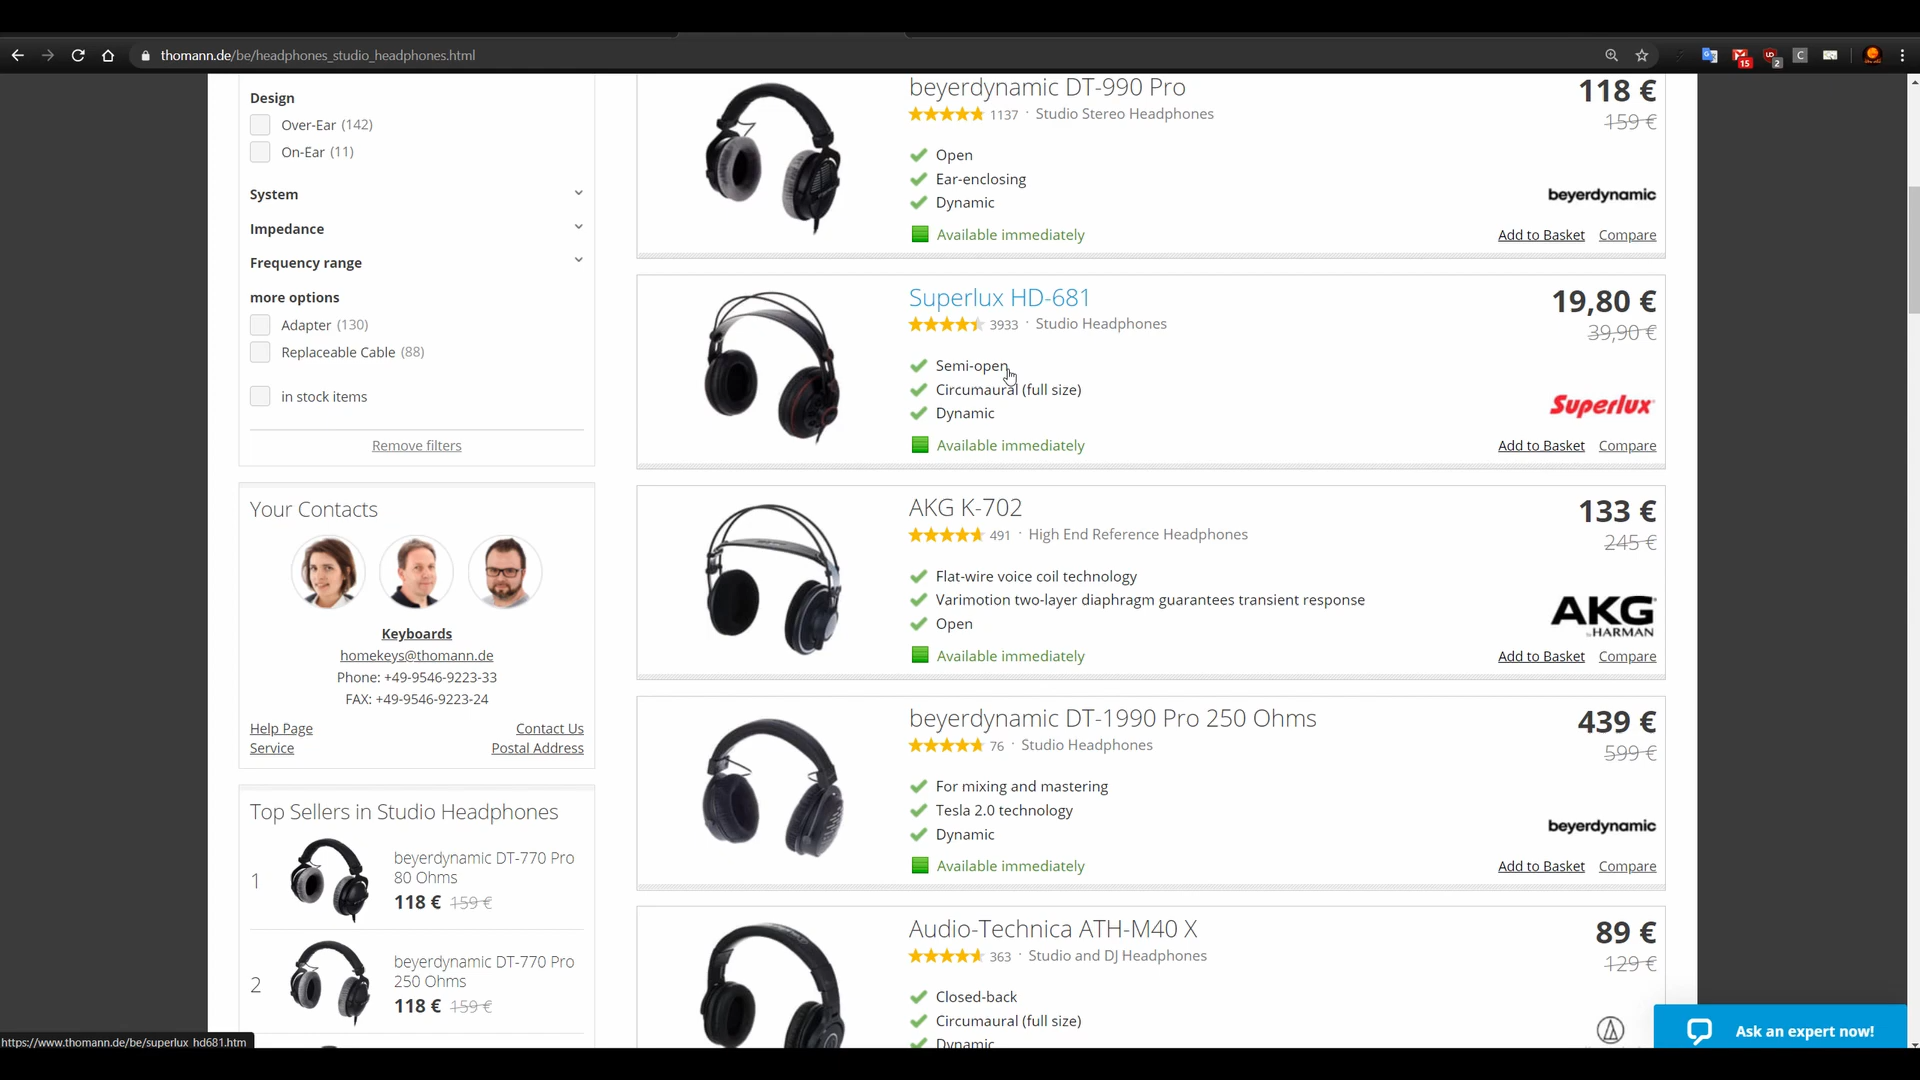 thomann.de/be/headphones_studio_headphones.html
15
2
C
Design
Over-Ear (142)
On-Ear (11)
System
Impedance
Frequency range
more options
Adapter (130)
Replaceable Cable (88)
in stock items
Remove filters
Your Contacts
Keyboards
homekeys@thomann.de
Phone: +49-9546-9223-33
FAX: +49-9546-9223-24
Help Page
Contact Us
Service
Postal Address
Top Sellers in Studio Headphones
1
beyerdynamic DT-770 Pro
80 Ohms
118 € 159 €
2
beyerdynamic DT-770 Pro
250 Ohms
118 € 159 €
beyerdynamic DT-990 Pro
1137 · Studio Stereo Headphones
Open
Ear-enclosing
Dynamic
Available immediately
118 €
159 €
beyerdynamic
Add to Basket Compare
Superlux HD-681
3933 · Studio Headphones
Semi-open
Circumaural (full size)
Dynamic
Available immediately
19,80 €
39,90 €
Superlux
Add to Basket Compare
AKG K-702
491 · High End Reference Headphones
Flat-wire voice coil technology
Varimotion two-layer diaphragm guarantees transient response
Open
Available immediately
133 €
245 €
AKG
by HARMAN
Add to Basket Compare
beyerdynamic DT-1990 Pro 250 Ohms
76 · Studio Headphones
For mixing and mastering
Tesla 2.0 technology
Dynamic
Available immediately
439 €
599 €
beyerdynamic
Add to Basket Compare
Audio-Technica ATH-M40 X
363 · Studio and DJ Headphones
Closed-back
Circumaural (full size)
Dynamic
89 €
129 €
Ask an expert now!
https://www.thomann.de/be/superlux_hd681.htm